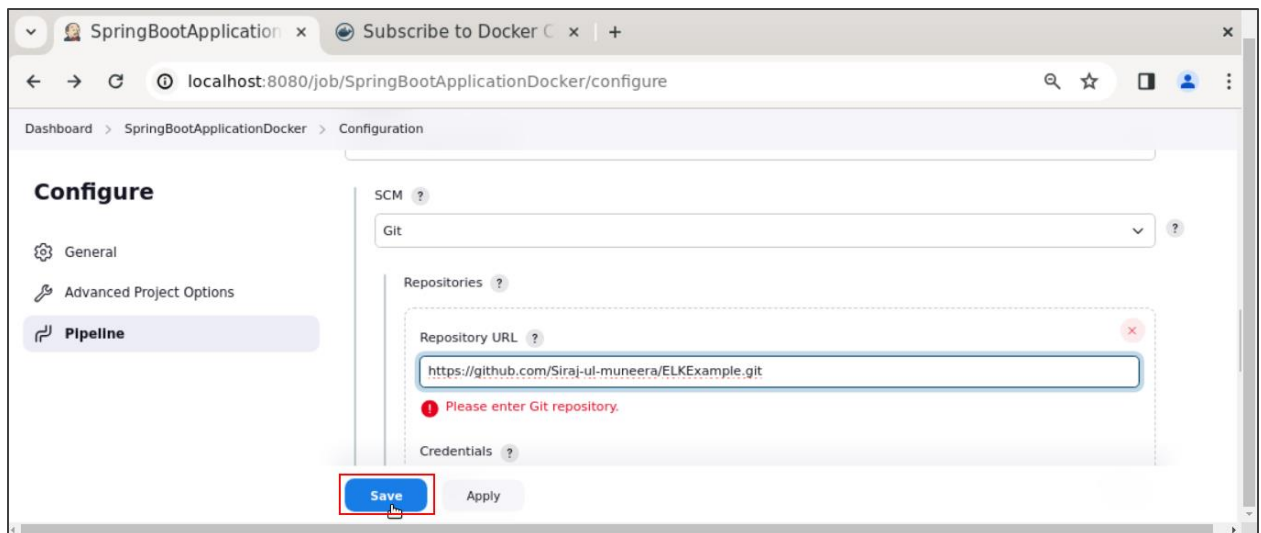 SpringBootApplication
Subscribe to Docker C
localhost:8080/job/SpringBootApplicationDocker/configure
Dashboard > SpringBootApplicationDocker > Configuration
Configure
General
Advanced Project Options
Pipeline
SCM ?
Git
?
Repositories ?
Repository URL ?
https://github.com/Siraj-ul-muneera/ELKExample.git
Please enter Git repository.
Credentials ?
Save
Apply